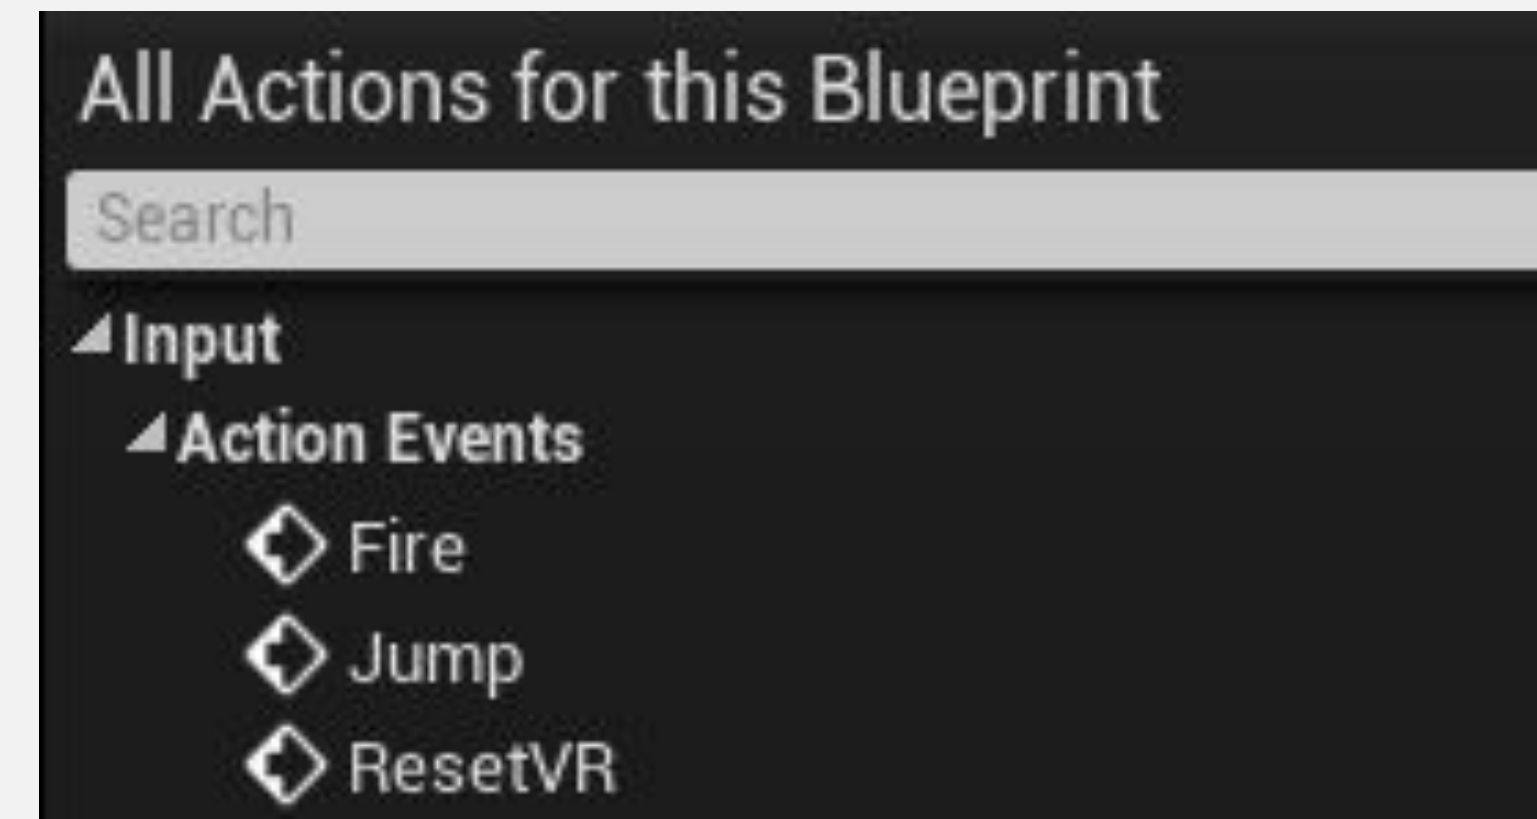 All Actions for this Blueprint
Search
Input
Action Events
Fire
Jump
ResetVR